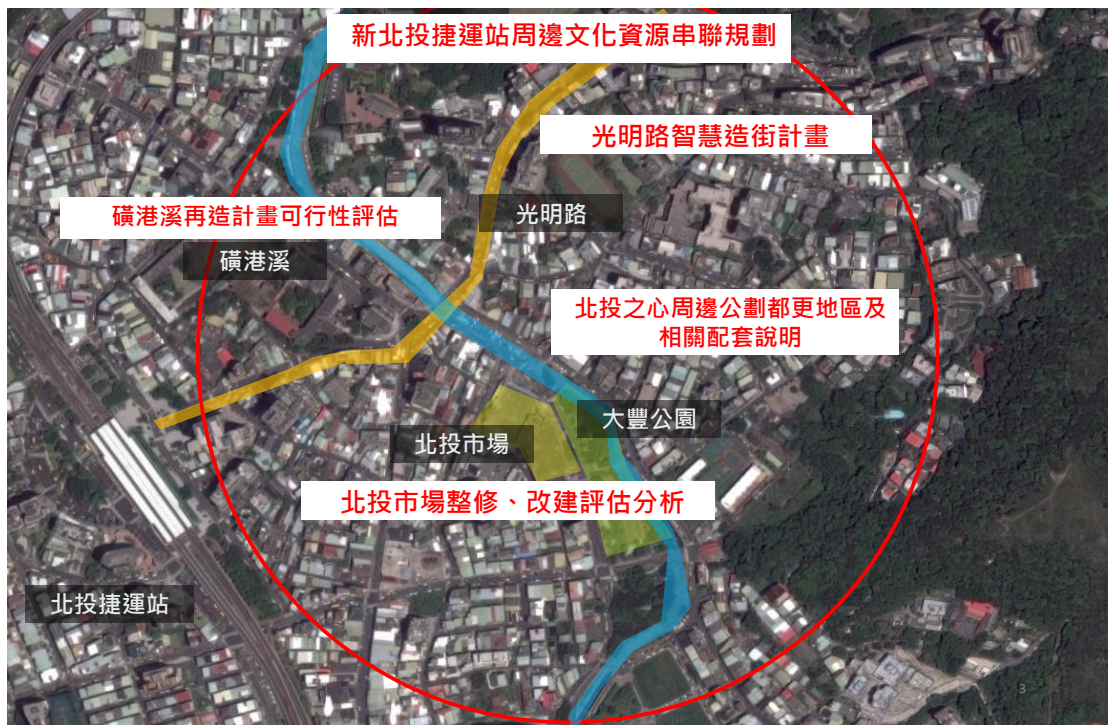 新北投捷運站周邊文化資源串聯規劃
光明路智慧造街計畫
磺港溪再造計畫可行性評估
光明路
磺港溪
北投之心周邊公劃都更地區及
相關配套說明
大豐公園
北投市場
北投市場整修、改建評估分析
北投捷運站
3